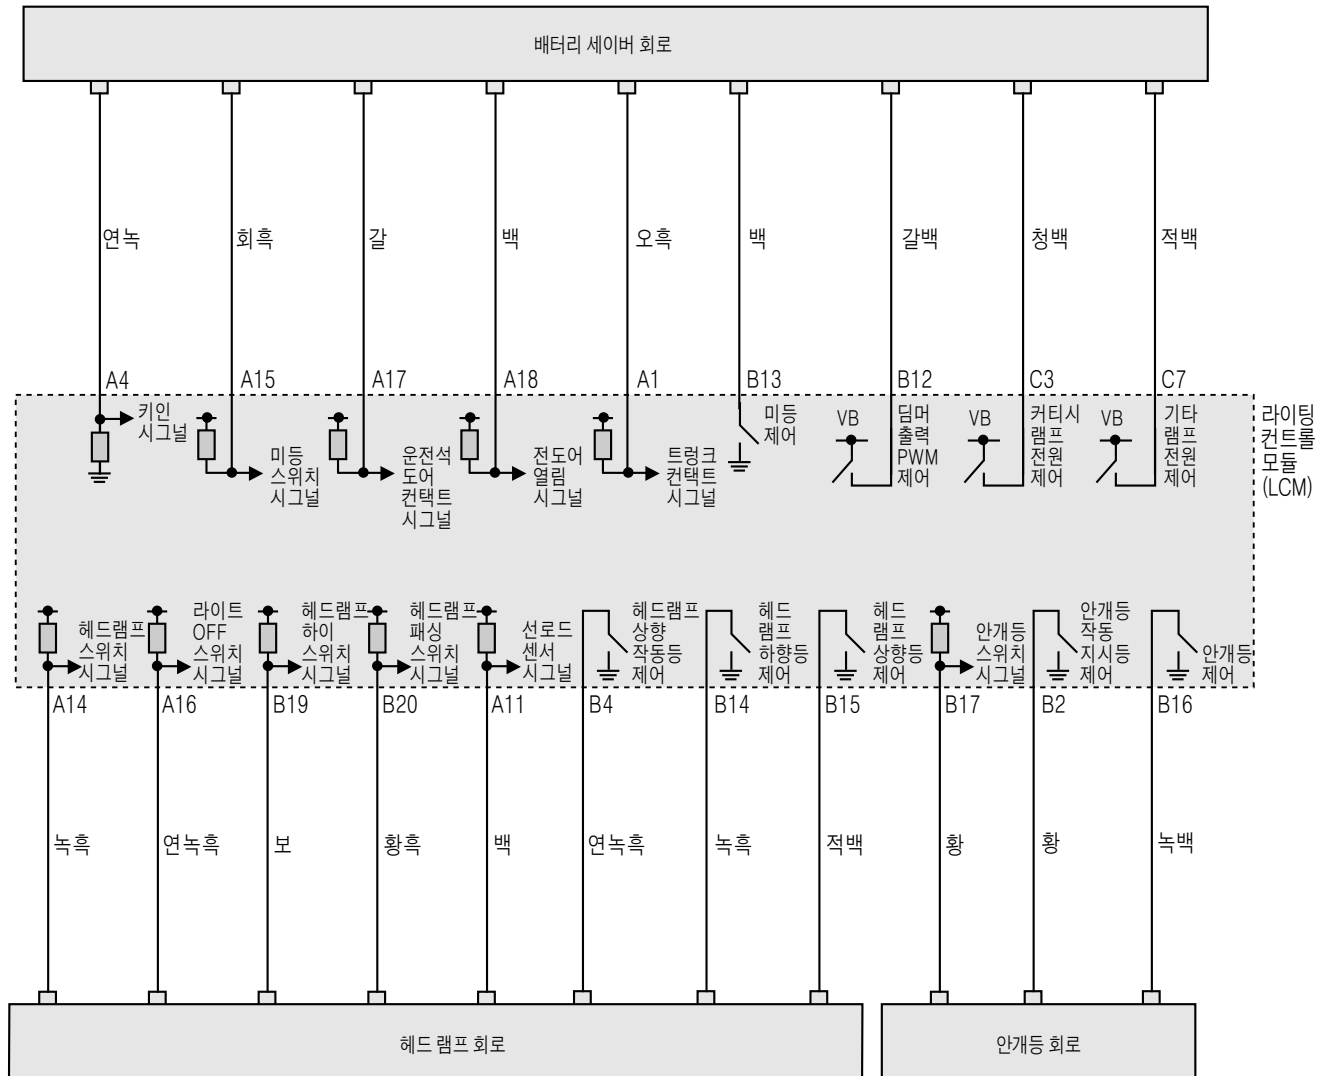 배터리 세이버 회로
연녹
회흑
갈
백
오흑
백
갈백
청백
적백
A4
A15
A17
A18
A1
B13
B12
C3
C7
키인
시그널
미등
스위치
시그널
운전석
도어
컨택트
시그널
전도어
열림
시그널
트렁크
컨택트
시그널
미등
제어
VB
딤머
출력
PWM
제어
VB
커티시
램프
전원
제어
VB
기타
램프
전원
제어
라이팅
컨트롤
모듈
(LCM)
헤드램프
스위치
시그널
라이트
OFF
스위치
시그널
헤드램프
하이
스위치
시그널
헤드램프
패싱
스위치
시그널
선로드
센서
시그널
헤드램프
상향
작동등
제어
헤드
램프
하향등
제어
헤드
램프
상향등
제어
안개등
스위치
시그널
안개등
작동
지시등
제어
안개등
제어
A14
A16
B19
B20
A11
B4
B14
B15
B17
B2
B16
녹흑
연녹흑
보
황흑
백
연녹흑
녹흑
적백
황
황
녹백
헤드 램프 회로
안개등 회로